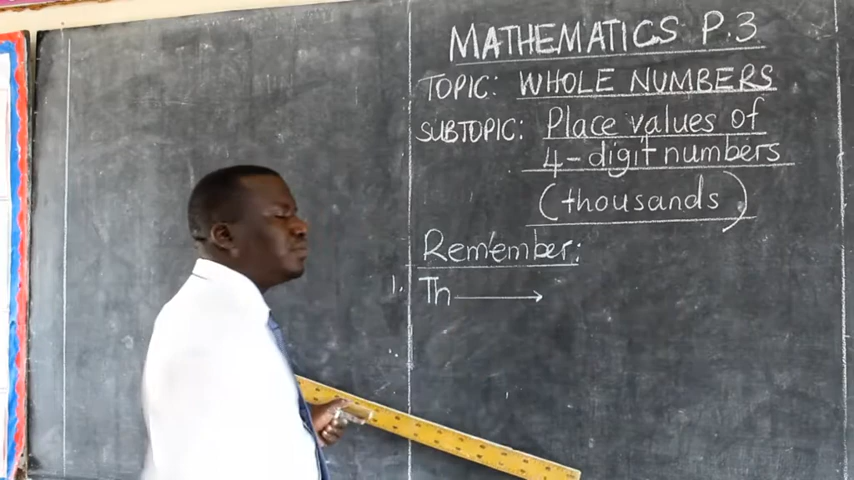 MATHEMATICS P.3
TOPIC: WHOLE NUMBERS
SUBTOPIC: Place values of
4-digit numbers
(thousands)
Remember:
1. Th →